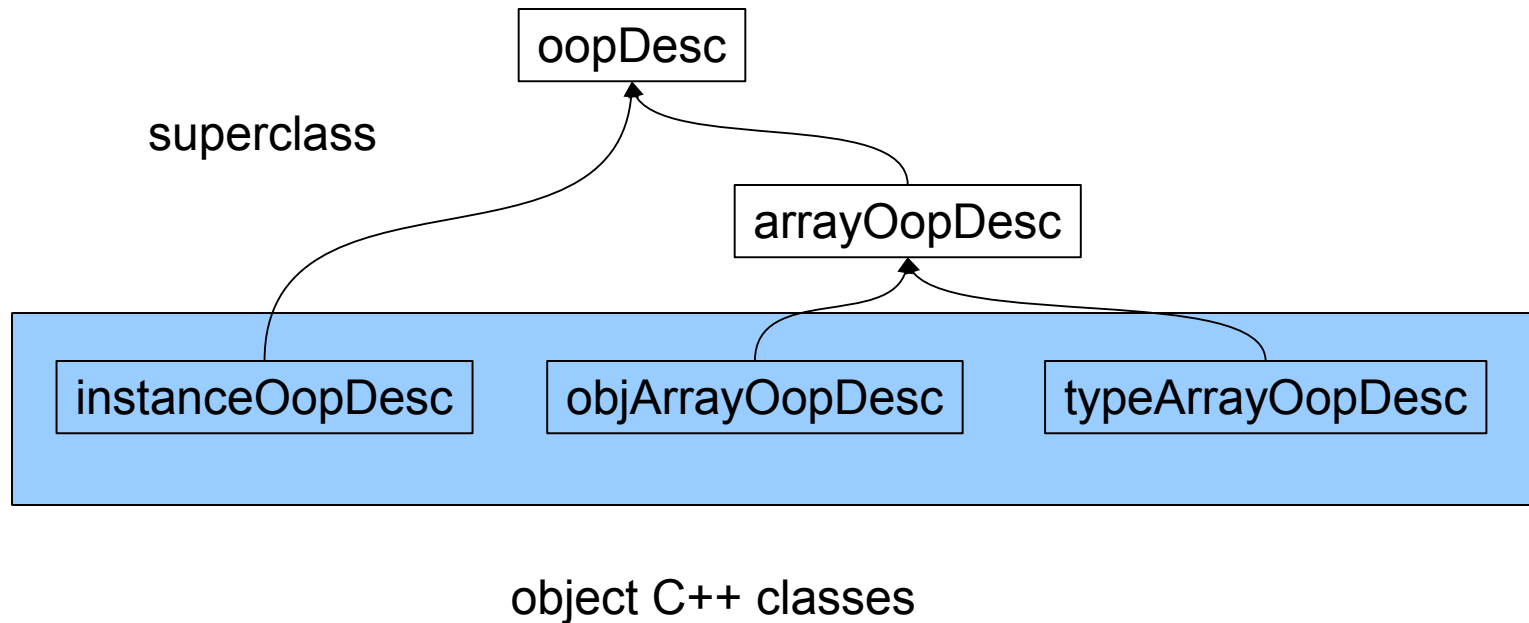 oopDesc
superclass
arrayOopDesc
instanceOopDesc
objArrayOopDesc
typeArrayOopDesc
object C++ classes